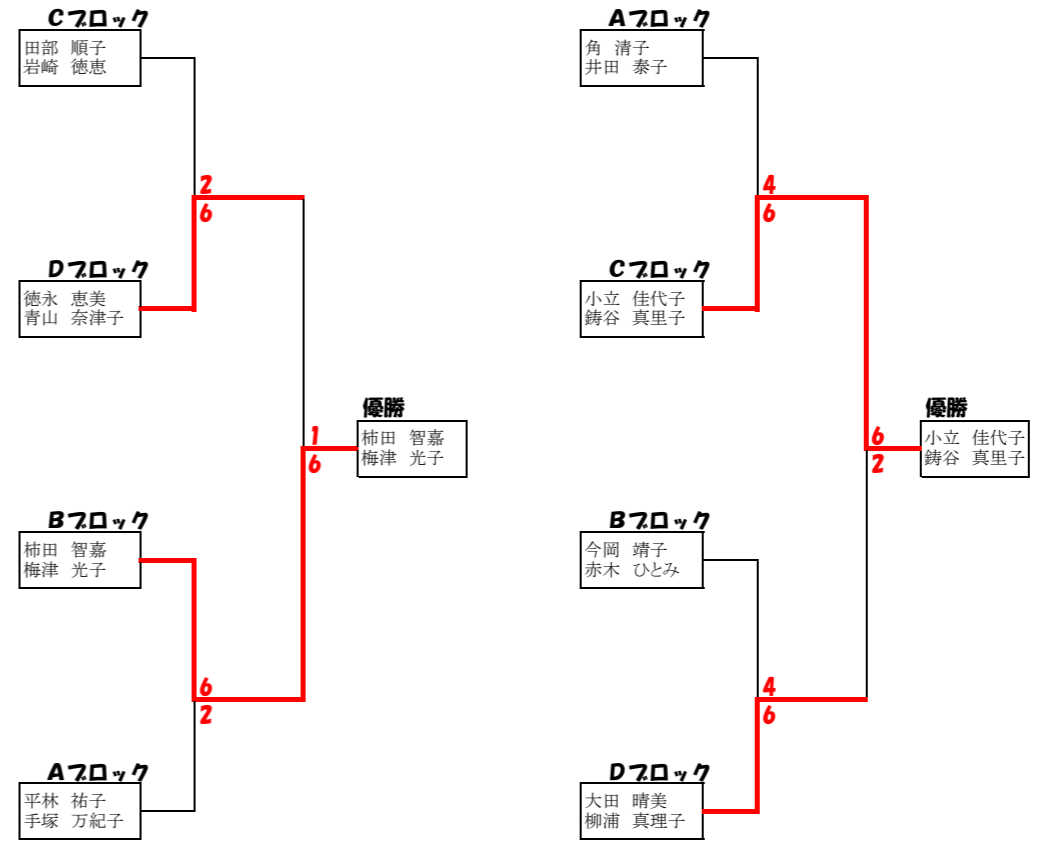 Cブロック
田部 順子
岩崎 徳恵
2
6
Dブロック
徳永 恵美
青山 奈津子
優勝
1
柿田 智嘉
梅津 光子
6
Bブロック
柿田 智嘉
梅津 光子
6
2
Aブロック
平林 祐子
手塚 万紀子
Aブロック
角 清子
井田 泰子
4
6
Cブロック
小立 佳代子
鋳谷 真里子
優勝
6
小立 佳代子
鋳谷 真里子
2
Bブロック
今岡 靖子
赤木 ひとみ
4
6
Dブロック
大田 晴美
柳浦 真理子